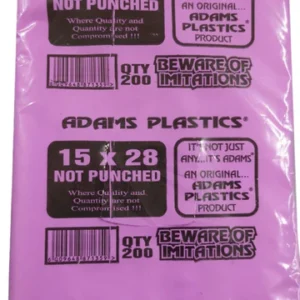 NOT PUNCHED
Where Quality and
Quantity are not
Compromised !!!
AN ORIGINAL...
ADAMS
PLASTICS'
PRODUCT
QTY
200
BEWARE OF
IMITATIONS
ADAMS PLASTICS'
15 X 28
NOT PUNCHED
Where Quality and
Quantity are not
Compromised !!!
IT'S NOT JUST
ANY...IT'S ADAMS'
AN ORIGINAL...
ADAMS
PLASTICS'
PRODUCT
QTY
200
BEWARE OF
IMITATIONS